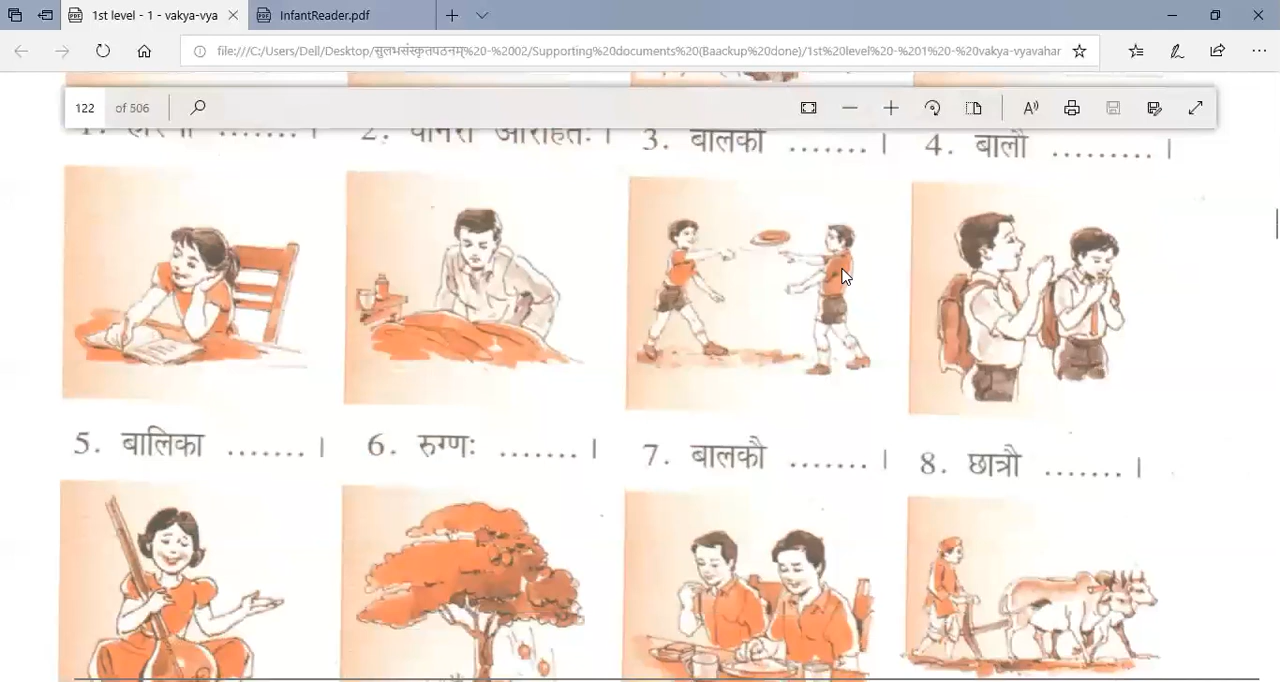 1st level - 1 - vakya-vya
InfantReader.pdf
file:///C:/Users/Dell/Desktop/सुलभसंस्कृतपठनम्%20-%2002/Supporting%20documents%20(Baackup%20done)/1st%20level%20-%201%20-%20vakya-vyavahar
122 of 506
2. वानरौ आरोहतः । 3. बालकौ ....... । 4. बालौ ......... ।
5. बालिका ....... । 6. रुग्णः ....... । 7. बालकौ ....... । 8. छात्रौ ....... ।